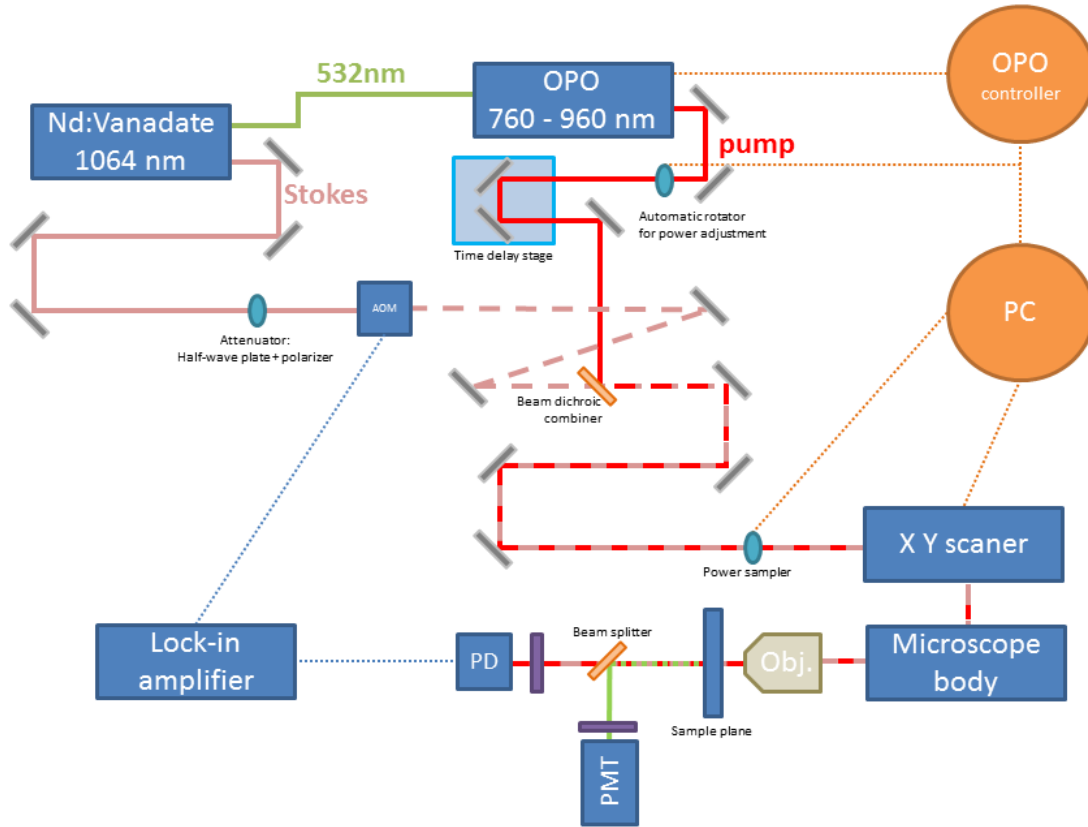 532nm
OPO
760 - 960 nm
OPO
controller
Nd:Vanadate
1064 nm
pump
Stokes
Automatic rotator
for power adjustment
Time delay stage
AOM
PC
Attenuator:
Half-wave plate + polarizer
Beam dichroic
combiner
X Y scaner
Power sampler
Lock-in
amplifier
Beam splitter
PD
Obj.
Microscope
body
Sample plane
PMT